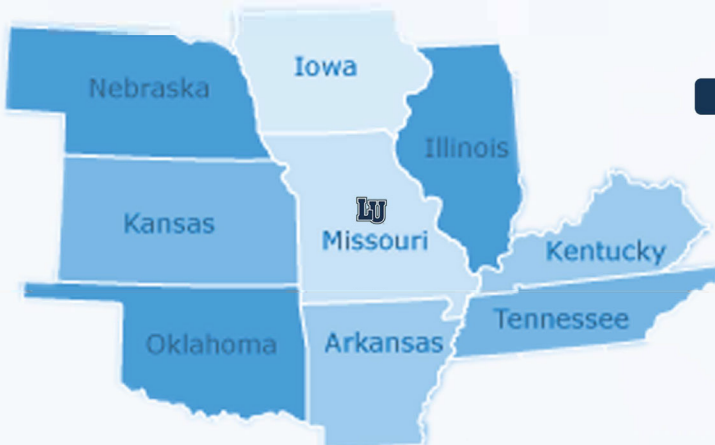 Iowa
Nebraska
Illinois
Kansas
LU
Missouri
Kentucky
Tennessee
Oklahoma
Arkansas